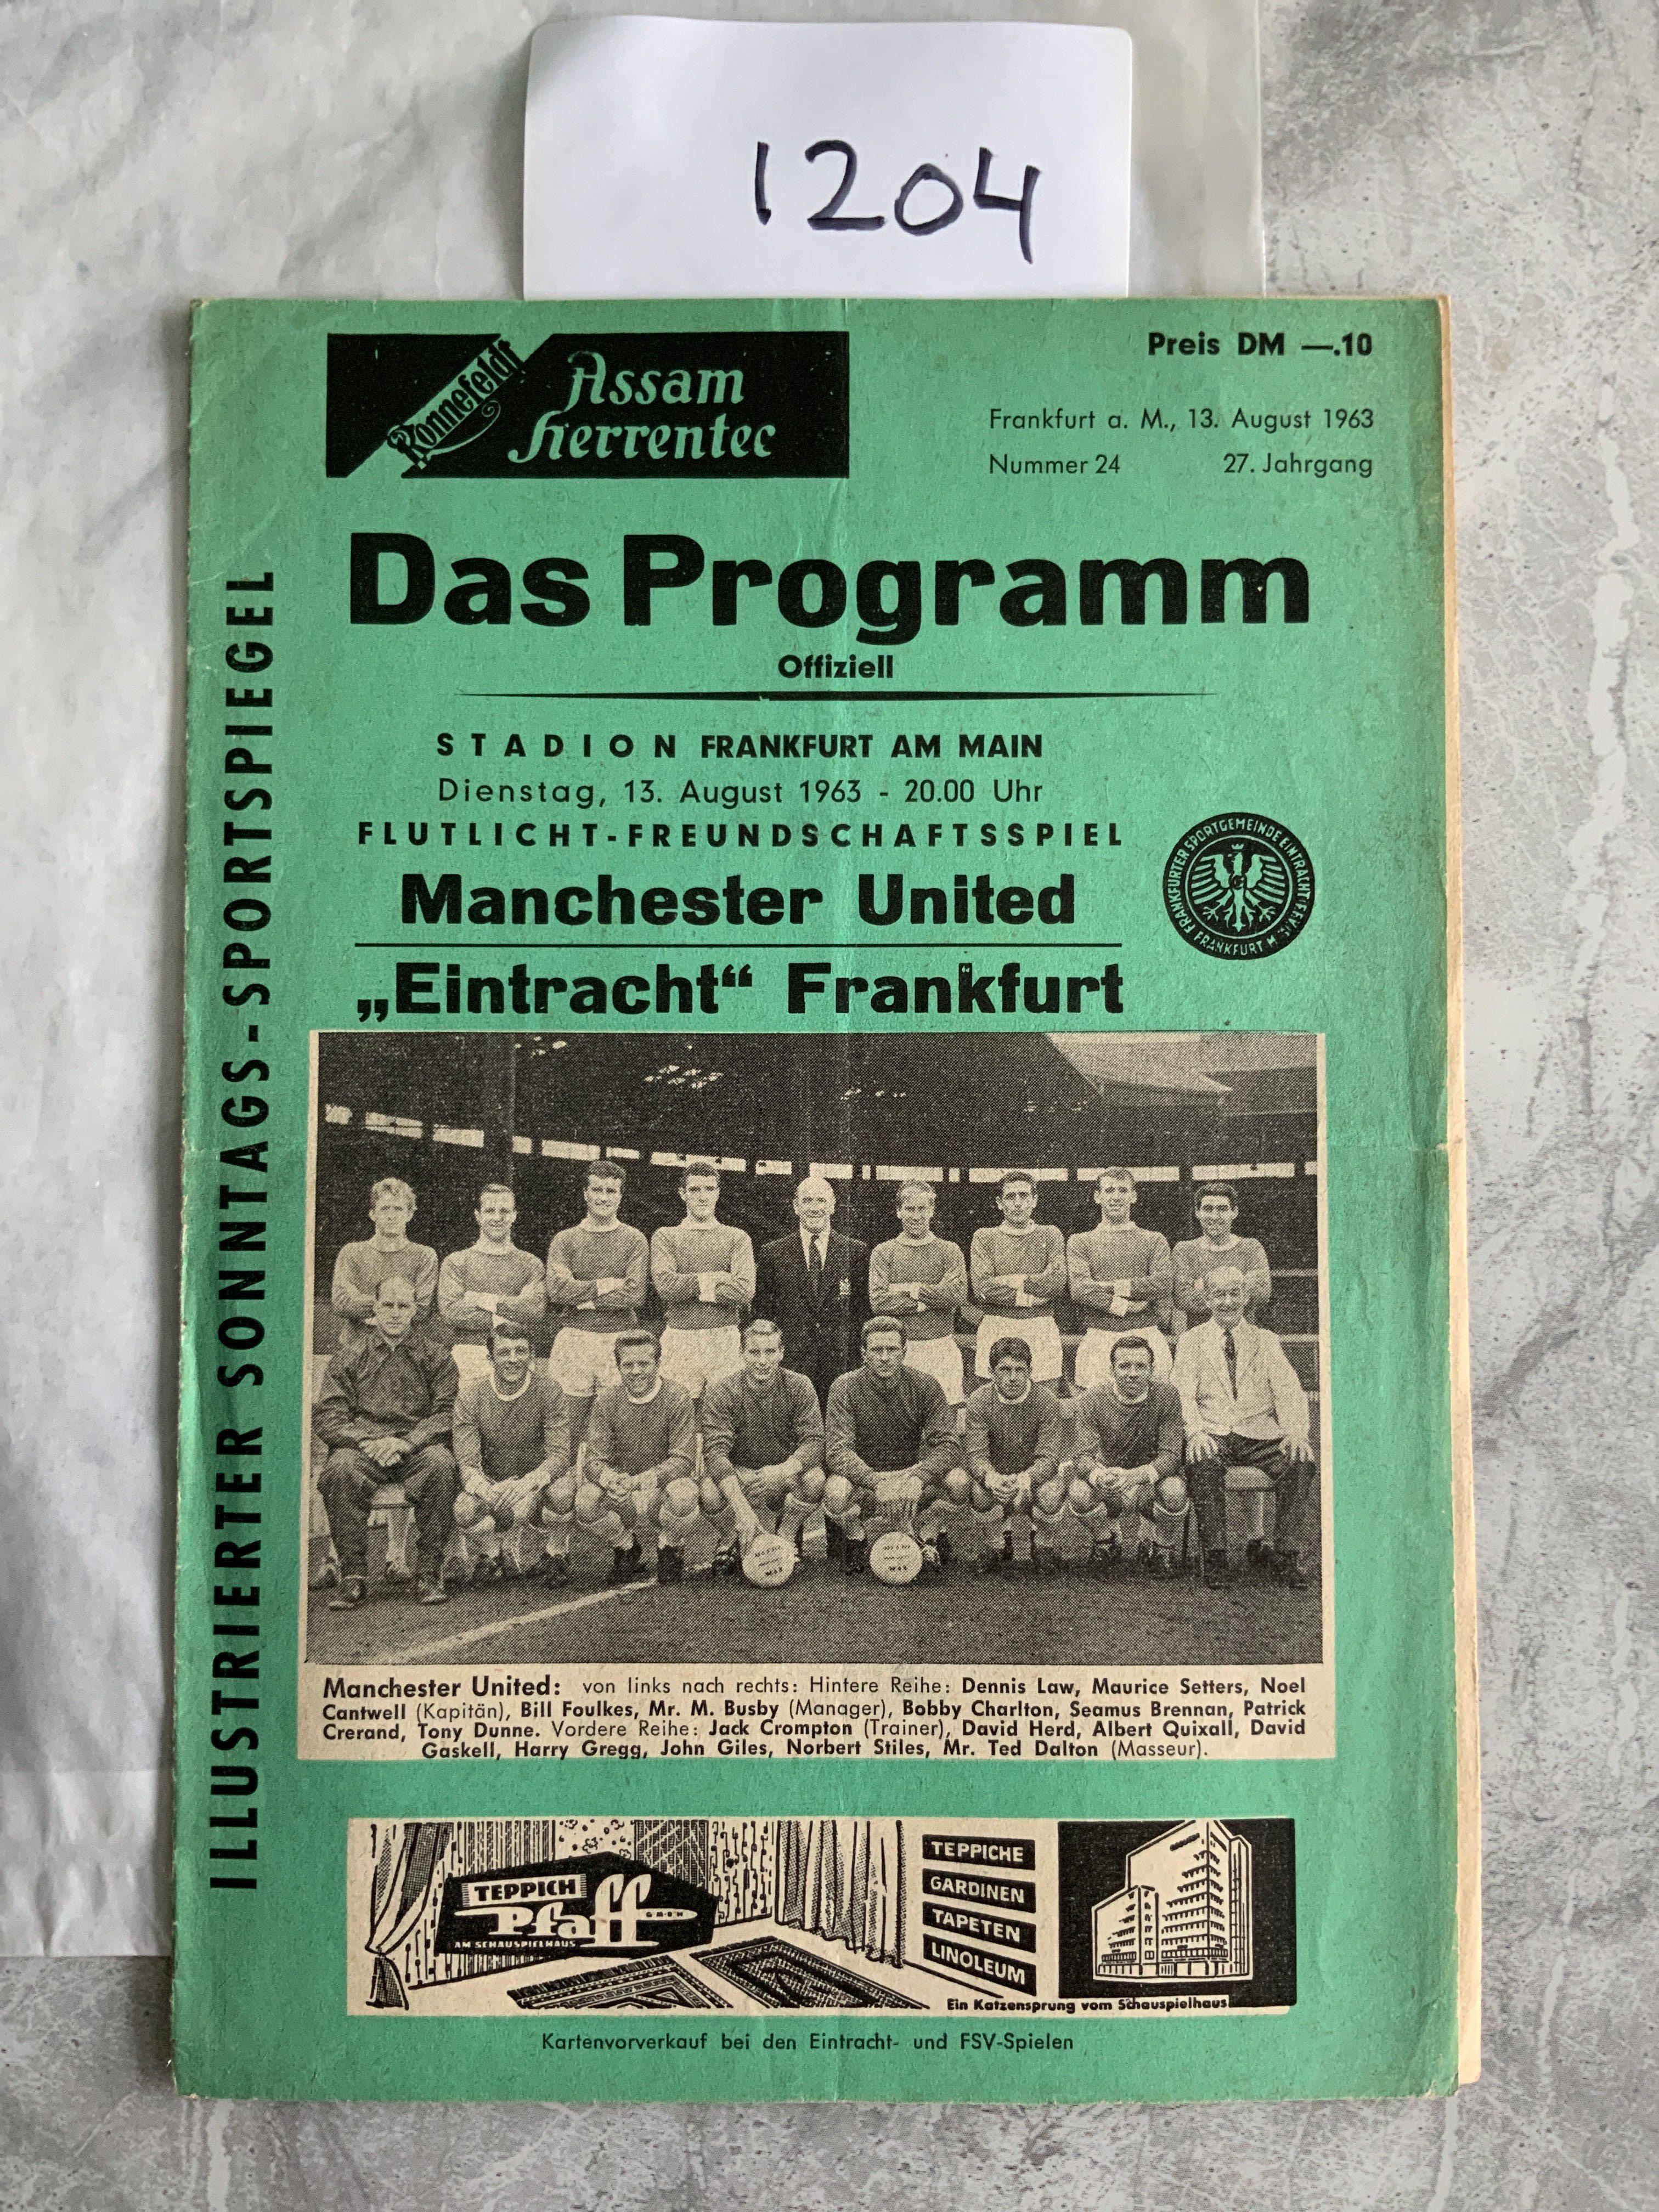 1204
Ronnefeldt
Assam
Herrentee
Preis DM —.10
Frankfurt a. M., 13. August 1963
Nummer 24 27. Jahrgang
Das Programm
Offiziell
STADION FRANKFURT AM MAIN
Dienstag, 13. August 1963 - 20.00 Uhr
FLUTLICHT-FREUNDSCHAFTSSPIEL
Manchester United
„Eintracht“ Frankfurt
FRANKFURTER SPORTGEMEINDE EINTRACHT
FRANKFURT M
ILLUSTRIERTER SONNTAGS-SPORTSPIEGEL
Manchester United: von links nach rechts: Hintere Reihe: Dennis Law, Maurice Setters, Noel
Cantwell (Kapitän), Bill Foulkes, Mr. M. Busby (Manager), Bobby Charlton, Seamus Brennan, Patrick
Crerand, Tony Dunne. Vordere Reihe: Jack Crompton (Trainer), David Herd, Albert Quixall, David
Gaskell, Harry Gregg, John Giles, Norbert Stiles, Mr. Ted Dalton (Masseur).
TEPPICH
Pfaff
GMBH
AM SCHAUSPIELHAUS
TEPPICHE
GARDINEN
TAPETEN
LINOLEUM
Ein Katzensprung vom Schauspielhaus
Kartenvorverkauf bei den Eintracht- und FSV-Spielen